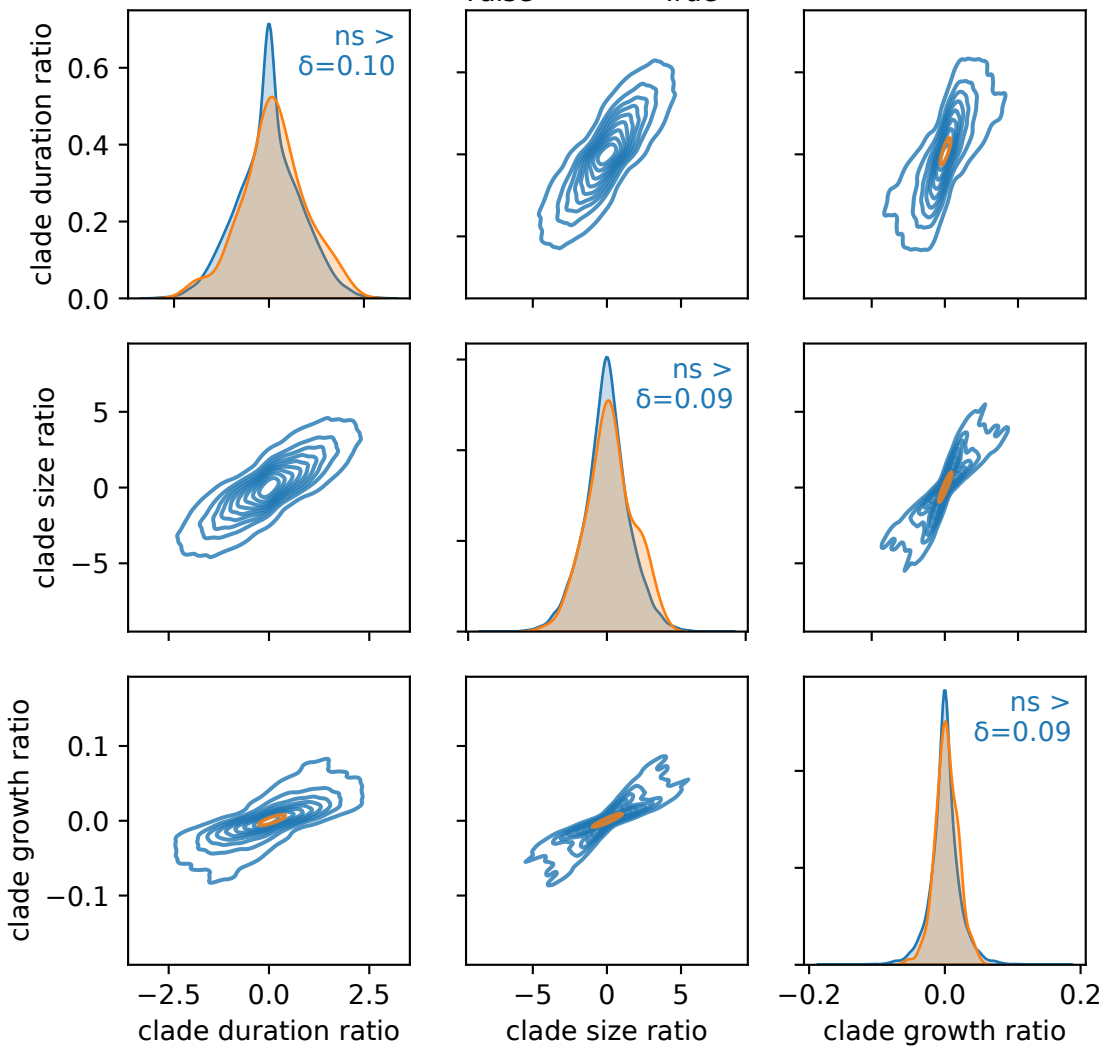 clade duration ratio
0.6
0.4
0.2
0.0
ns >
δ=0.10
clade size ratio
5
0
−5
ns >
δ=0.09
clade growth ratio
0.1
0.0
−0.1
ns >
δ=0.09
−2.5 0.0 2.5
−5 0 5
−0.2 0.0 0.2
clade duration ratio
clade size ratio
clade growth ratio